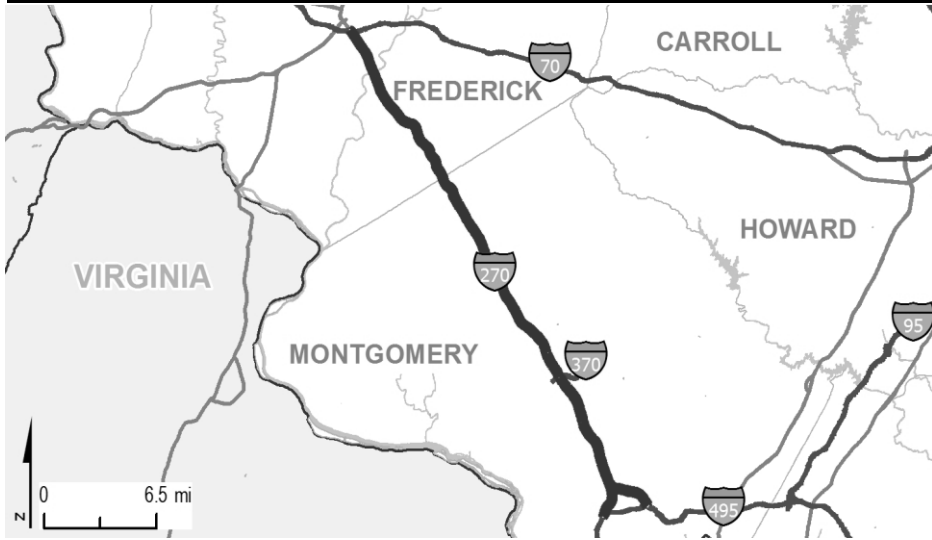 CARROLL
70
FREDERICK
HOWARD
VIRGINIA
270
95
MONTGOMERY
370
0 6.5 mi
495
N